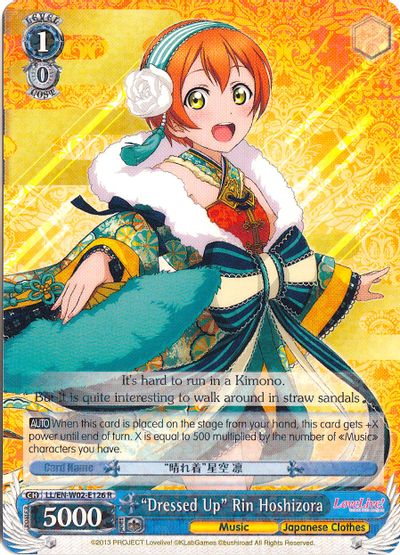 LEVEL
1
0
COST
It's hard to run in a Kimono.
But it is quite interesting to walk around in straw sandals.
AUTO When this card is placed on the stage from your hand, this card gets +X
power until end of turn. X is equal to 500 multiplied by the number of «Music»
characters you have.
Card Name
"晴れ着" 星空 凛
CH LL/EN-W02-E126 R
5000
"Dressed Up" Rin Hoshizora
LoveLive!
Music
Japanese Clothes
©2013 PROJECT Lovelive! ©KLabGames ©bushiroad All Rights Reserved.